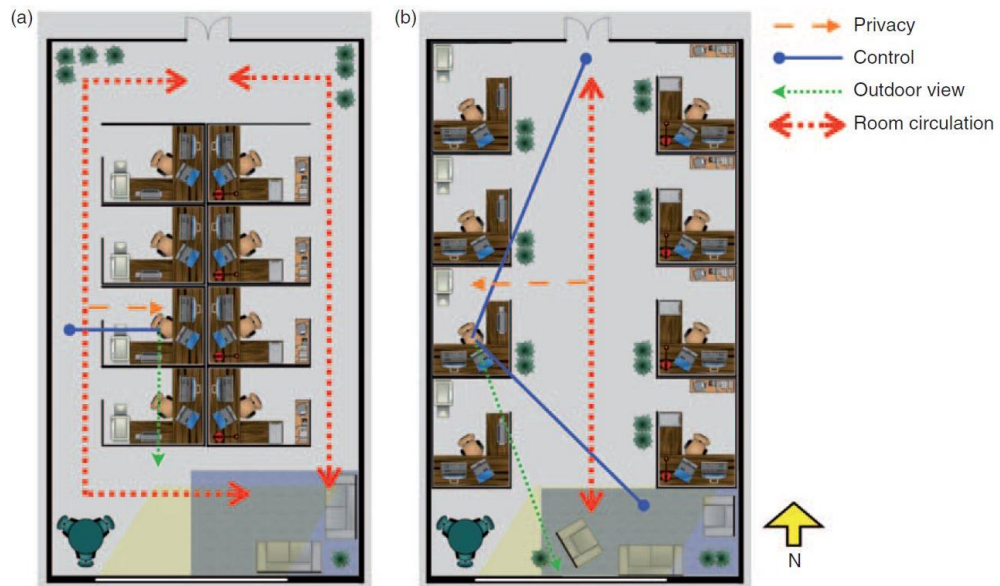 (a)
(b)
Privacy
Control
Outdoor view
Room circulation
N